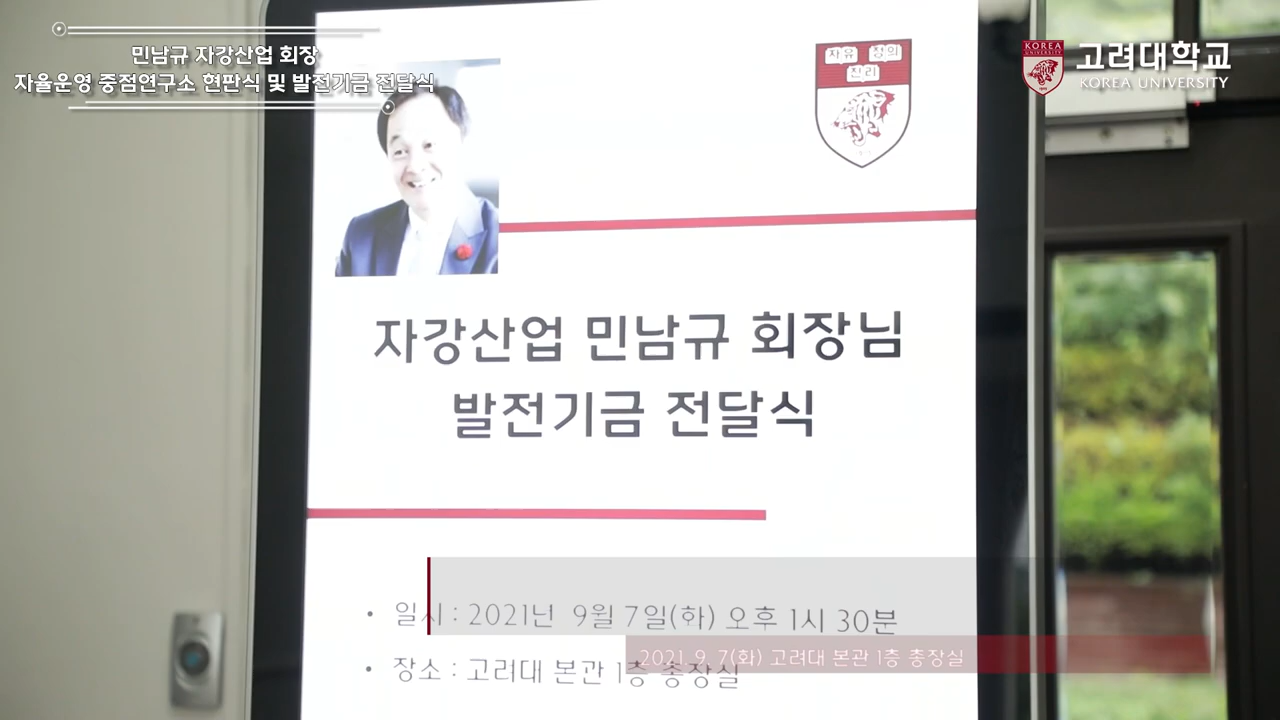 민남규 자강산업 회장
자율운영 중점연구소 현판식 및 발전기금 전달식
KOREA
UNIVERSITY
고려대학교
KOREA UNIVERSITY
자유 정의
진리
자강산업 민남규 회장님
발전기금 전달식
• 일시 : 2021년 9월 7일(화) 오후 1시 30분
2021. 9. 7(화) 고려대 본관 1층 총장실
• 장소 : 고려대 본관 1층 총장실